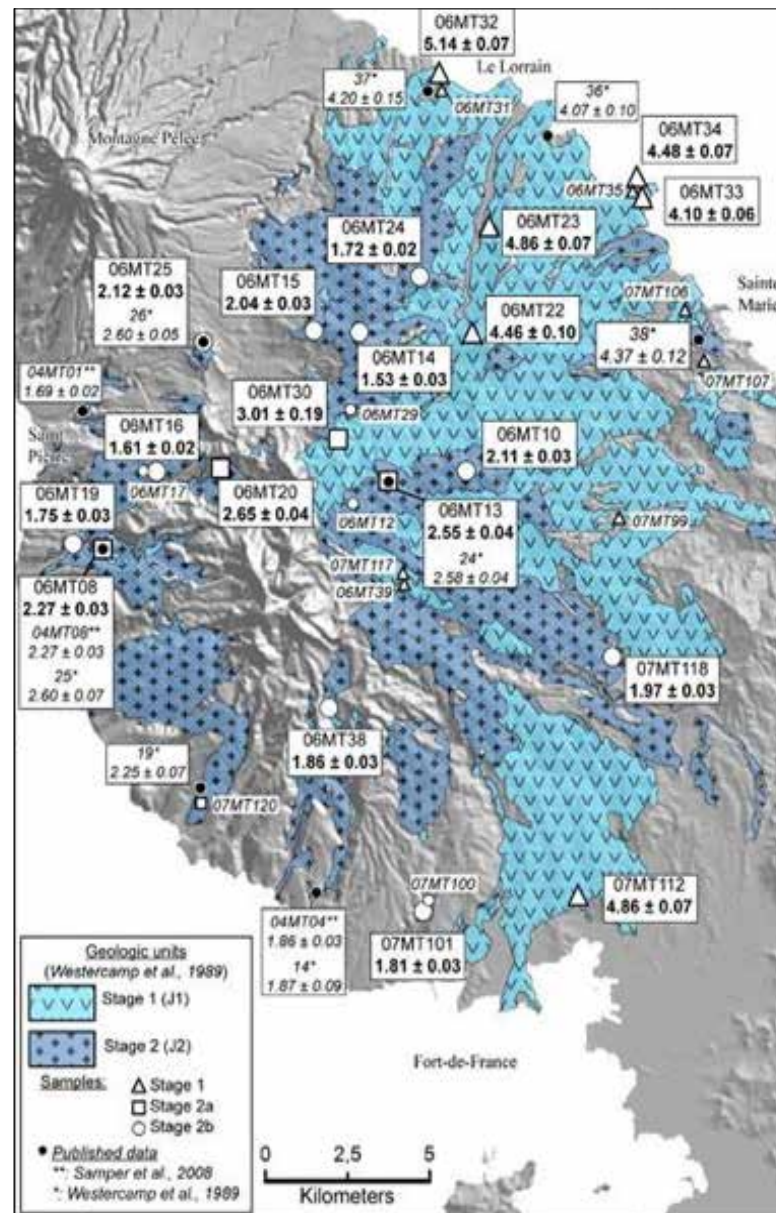 06MT32
5.14 ± 0.07
Le Lorrain
37*
4.20 ± 0.15
06MT31
36*
4.07 ± 0.10
06MT34
4.48 ± 0.07
Montagne Pelée
06MT35
06MT33
4.10 ± 0.06
06MT24
1.72 ± 0.02
06MT23
4.86 ± 0.07
06MT25
2.12 ± 0.03
26*
2.60 ± 0.05
06MT15
2.04 ± 0.03
07MT106
Sainte
Marie
06MT22
4.46 ± 0.10
38*
4.37 ± 0.12
06MT14
1.53 ± 0.03
07MT107
04MT01**
1.69 ± 0.02
06MT30
3.01 ± 0.19
06MT29
06MT16
1.61 ± 0.02
Saint
Pierre
06MT10
2.11 ± 0.03
06MT17
06MT19
1.75 ± 0.03
06MT20
2.65 ± 0.04
06MT12
06MT13
2.55 ± 0.04
24*
2.58 ± 0.04
07MT99
07MT117
06MT39
06MT08
2.27 ± 0.03
04MT08**
2.27 ± 0.03
25*
2.60 ± 0.07
07MT118
1.97 ± 0.03
06MT38
1.86 ± 0.03
19*
2.25 ± 0.07
07MT120
07MT100
07MT112
4.86 ± 0.07
04MT04**
1.86 ± 0.03
14*
1.87 ± 0.09
07MT101
1.81 ± 0.03
Geologic units
(Westercamp et al., 1989)
Stage 1 (J1)
Stage 2 (J2)
Samples:
Stage 1
Stage 2a
Stage 2b
Published data
**: Samper et al., 2008
*: Westercamp et al., 1989
Fort-de-France
0 2,5 5
Kilometers